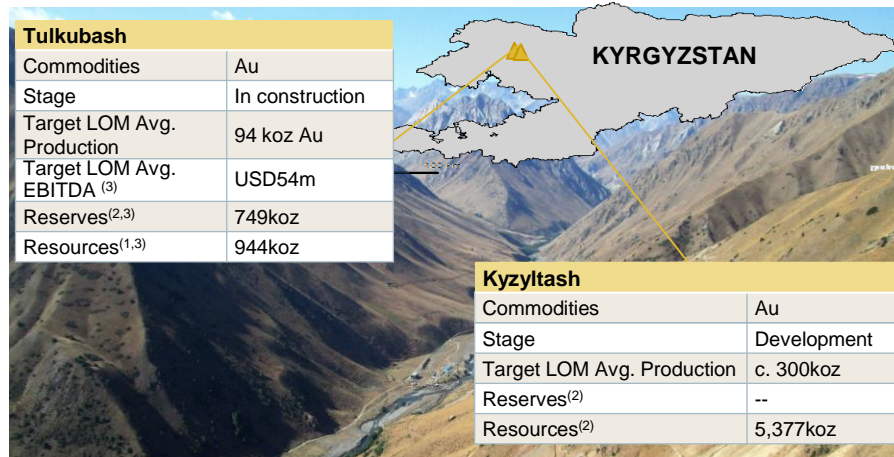 Tulkubash
Commodities Au
Stage In construction
Target LOM Avg.
Production 94 koz Au
Target LOM Avg.
EBITDA (3) USD54m
Reserves(2,3) 749koz
Resources(1,3) 944koz
KYRGYZSTAN
Kyzyltash
Commodities Au
Stage Development
Target LOM Avg. Production c. 300koz
Reserves(2) --
Resources(2) 5,377koz